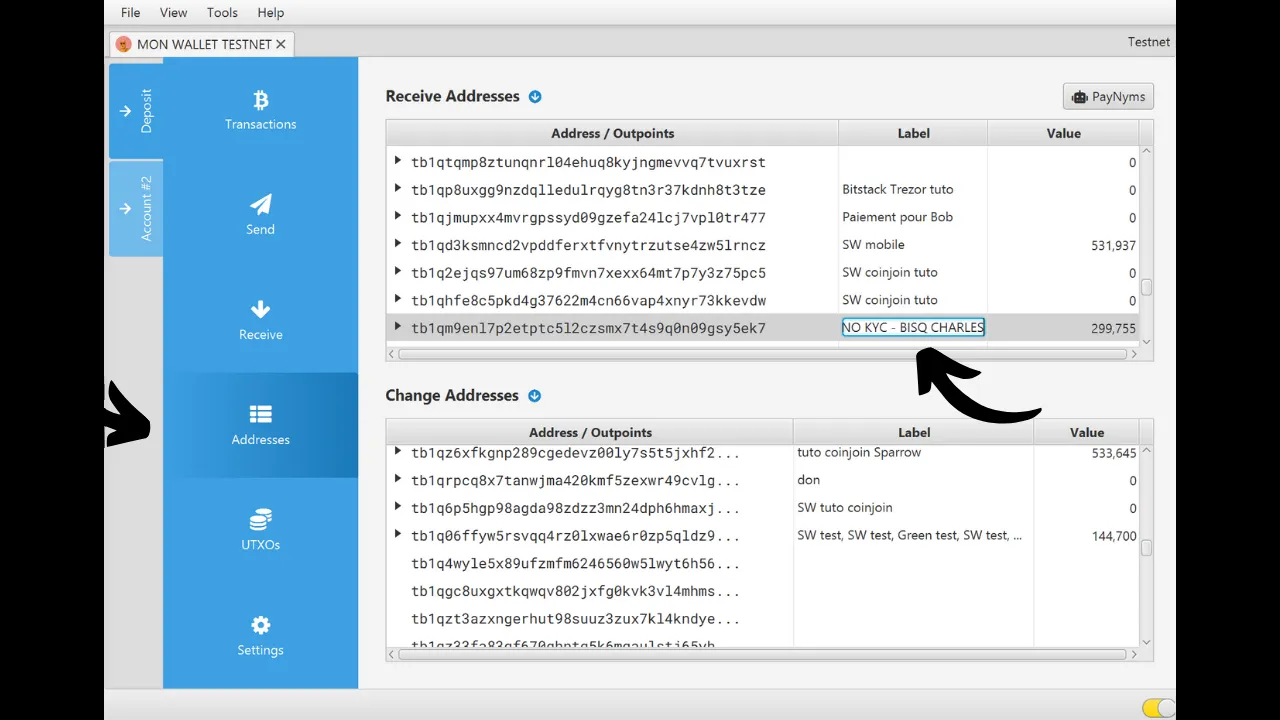 File View Tools Help
MON WALLET TESTNET
Testnet
Deposit
Account #2
Transactions
Send
Receive
Addresses
UTXOs
Settings
Receive Addresses
PayNyms
Address / Outpoints Label Value
tb1qtqmp8ztunqnrl04ehuq8kyjngmevvq7tvuxrst 0
tb1qp8uxgg9nzdqlledulrqyg8tn3r37kdnh8t3tze Bitstack Trezor tuto 0
tb1qjmupxx4mvrgpssyd09gzefa24lcj7vpl0tr477 Paiement pour Bob 0
tb1qd3ksmncd2vpddferxtfvnytrzutse4zw5lrncz SW mobile 531,937
tb1q2ejqs97um68zp9fmvn7xexx64mt7p7y3z75pc5 SW coinjoin tuto 0
tb1qhfe8c5pkd4g37622m4cn66vap4xnyr73kkevdw SW coinjoin tuto 0
tb1qm9enl7p2etptc5l2czsmx7t4s9q0n09gsy5ek7 NO KYC - BISQ CHARLES 299,755
Change Addresses
Address / Outpoints Label Value
tb1qz6xfkgnp289cgedevz00ly7s5t5jxhf2... tuto coinjoin Sparrow 533,645
tb1qrpcq8x7tanwjma420kmf5zexwr49cvlg... don 0
tb1q6p5hgp98agda98zdzz3mn24dph6hmaxj... SW tuto coinjoin 0
tb1q06ffyw5rsvqq4rz0lxwae6r0zp5qldz9... SW test, SW test, Green test, SW test, ... 144,700
tb1q4wyle5x89ufzmfm6246560w5lwyt6h56...
tb1qgc8uxgxtkqwqv802jxfg0kvk3vl4mhms...
tb1qzt3azxngerhut98suuz3zux7kl4kndye...